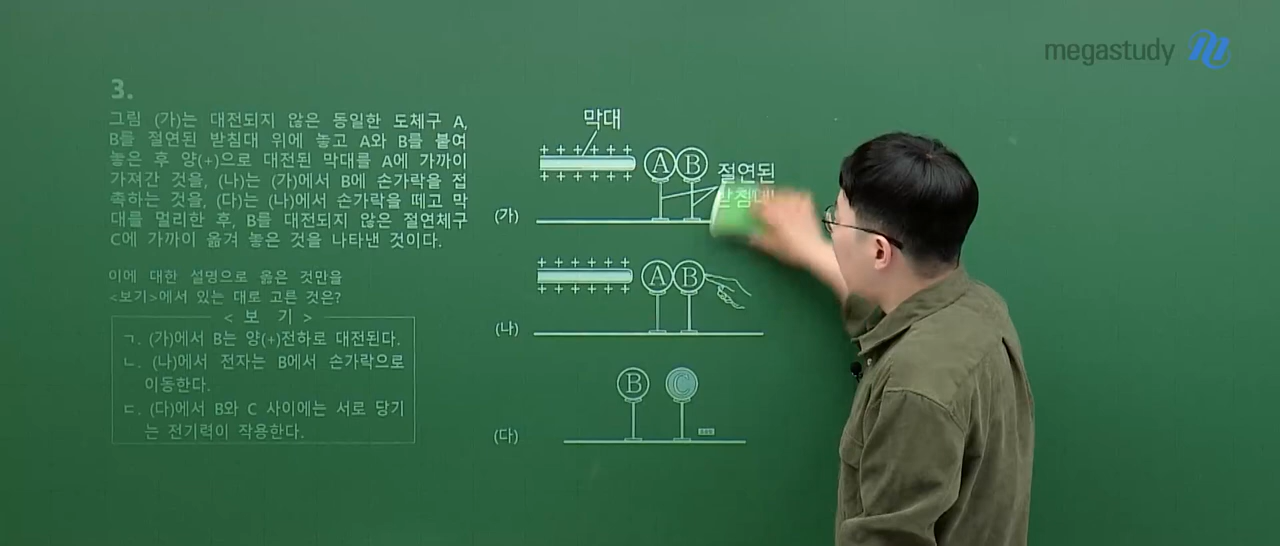 megastudy
3.
그림 (가)는 대전되지 않은 동일한 도체구 A,
B를 절연된 받침대 위에 놓고 A와 B를 붙여
놓은 후 양(+)으로 대전된 막대를 A에 가까이
가져간 것을, (나)는 (가)에서 B에 손가락을 접
촉하는 것을, (다)는 (나)에서 손가락을 떼고 막
대를 멀리한 후, B를 대전되지 않은 절연체구
C에 가까이 옮겨 놓은 것을 나타낸 것이다.
이에 대한 설명으로 옳은 것만을
<보기>에서 있는 대로 고른 것은?
< 보 기 >
ㄱ. (가)에서 B는 양(+)전하로 대전된다.
ㄴ. (나)에서 전자는 B에서 손가락으로
이동한다.
ㄷ. (다)에서 B와 C 사이에는 서로 당기
는 전기력이 작용한다.
막대
+ + + + + +
A B
+ + + + + +
절연된
받침대
(가)
+ + + + + +
A B
+ + + + + +
(나)
B C
(다)